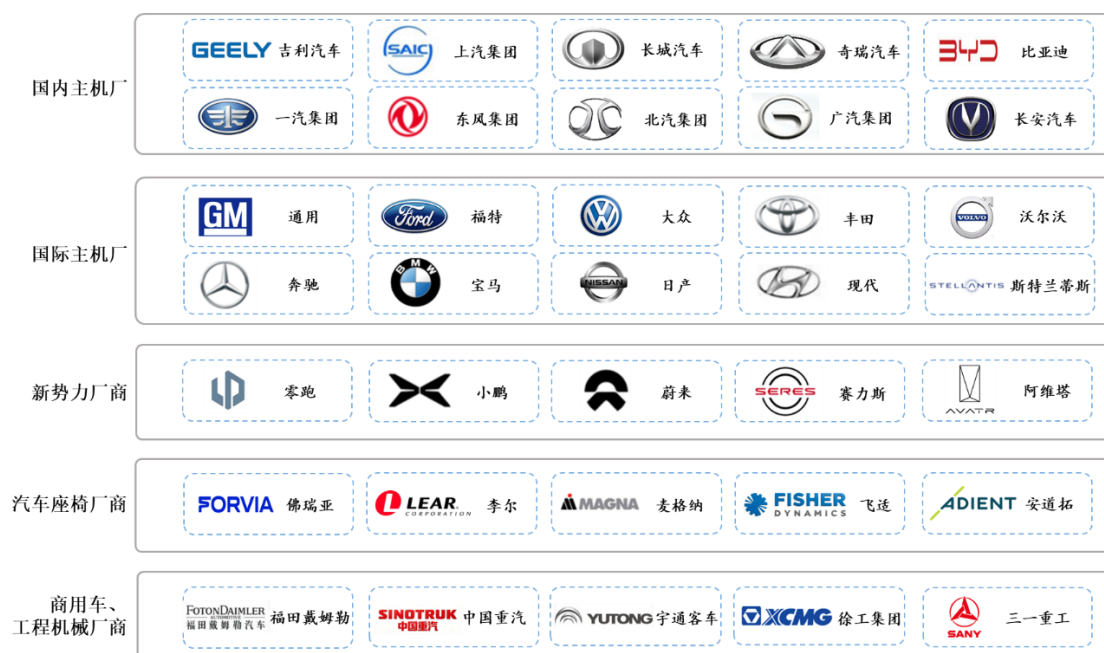 国内主机厂
GEELY 吉利汽车
SAIC 上汽集团
长城汽车
奇瑞汽车
BYD 比亚迪
一汽集团
东风集团
北汽集团
广汽集团
长安汽车
国际主机厂
GM 通用
Ford 福特
大众
丰田
VOLVO 沃尔沃
奔驰
BMW 宝马
NISSAN 日产
现代
STELLANTIS 斯特兰蒂斯
新势力厂商
零跑
小鹏
蔚来
SERES 赛力斯
AVATR 阿维塔
汽车座椅厂商
FORVIA 佛瑞亚
LEAR CORPORATION 李尔
MAGNA 麦格纳
FISHER DYNAMICS 飞适
ADIENT 安道拓
商用车、
工程机械厂商
FOTONDAIMLER AUTOMOTIVE 福田戴姆勒汽车 福田戴姆勒
SINOTRUK 中国重汽 中国重汽
YUTONG 宇通客车
XCMG 徐工集团
SANY 三一重工